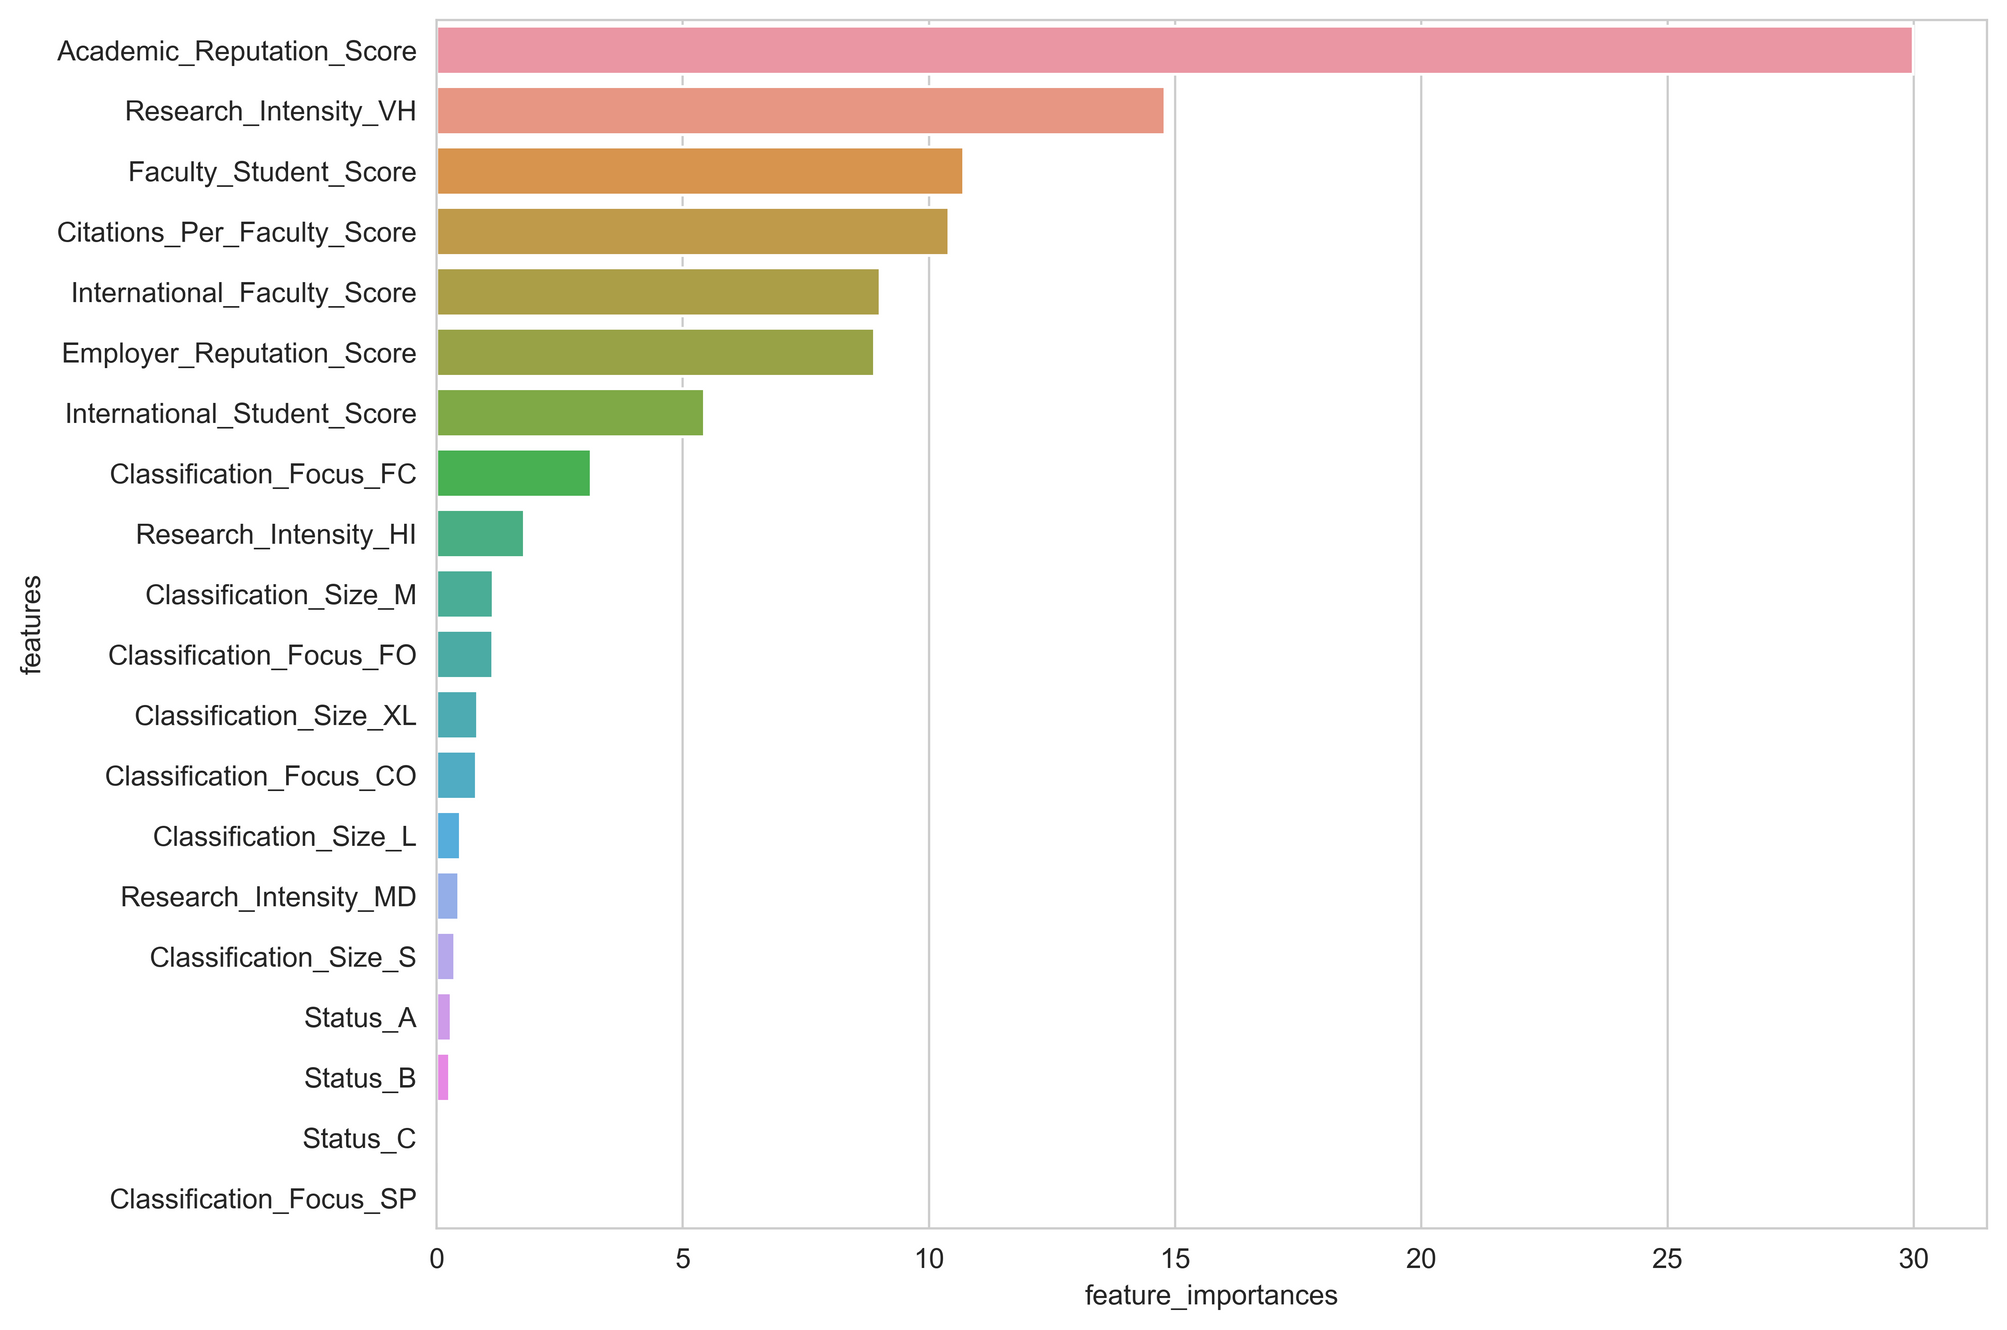 Academic_Reputation_Score
Research_Intensity_VH
Faculty_Student_Score
Citations_Per_Faculty_Score
International_Faculty_Score
Employer_Reputation_Score
International_Student_Score
Classification_Focus_FC
Research_Intensity_HI
Classification_Size_M
Classification_Focus_FO
Classification_Size_XL
Classification_Focus_CO
Classification_Size_L
Research_Intensity_MD
Classification_Size_S
Status_A
Status_B
Status_C
Classification_Focus_SP
features
0 5 10 15 20 25 30
feature_importances